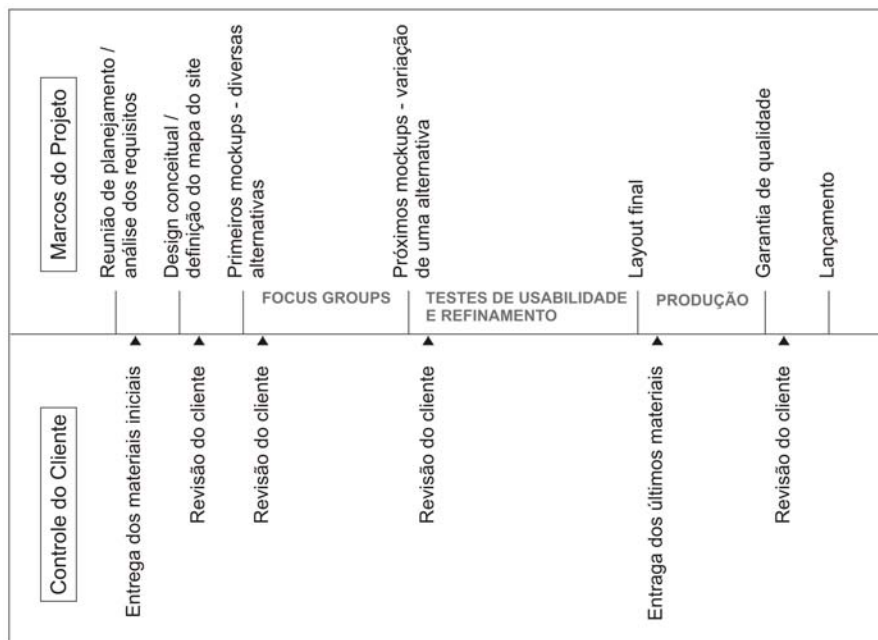 Marcos do Projeto
Reunião de planejamento /
análise dos requisitos
Design conceitual /
definição do mapa do site
Primeiros mockups - diversas
alternativas
Próximos mockups - variação
de uma alternativa
Layout final
Garantia de qualidade
Lançamento
FOCUS GROUPS
TESTES DE USABILIDADE
E REFINAMENTO
PRODUÇÃO
Controle do Cliente
Entrega dos materiais iniciais
Revisão do cliente
Revisão do cliente
Revisão do cliente
Entraga dos últimos materiais
Revisão do cliente